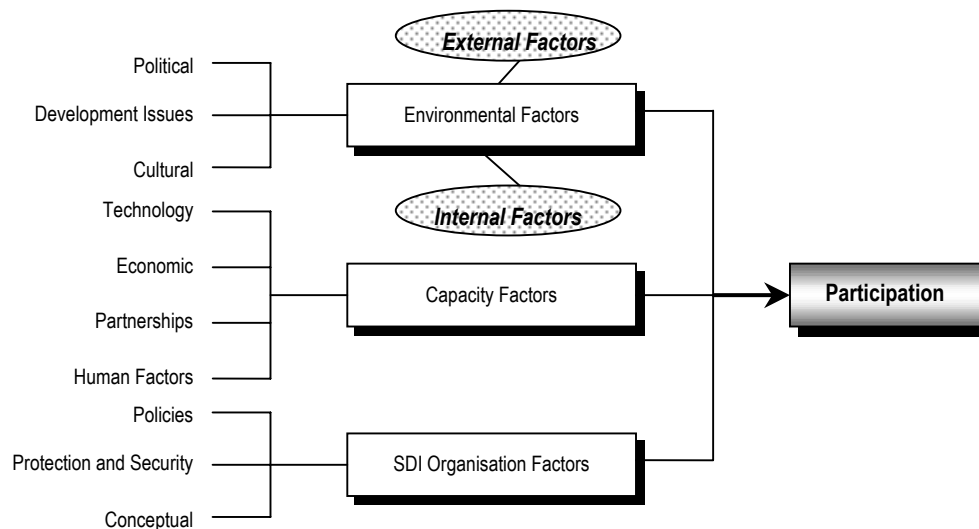 External Factors
Political
Development Issues
Environmental Factors
Cultural
Technology
Internal Factors
Economic
Capacity Factors
Participation
Partnerships
Human Factors
Policies
Protection and Security
SDI Organisation Factors
Conceptual